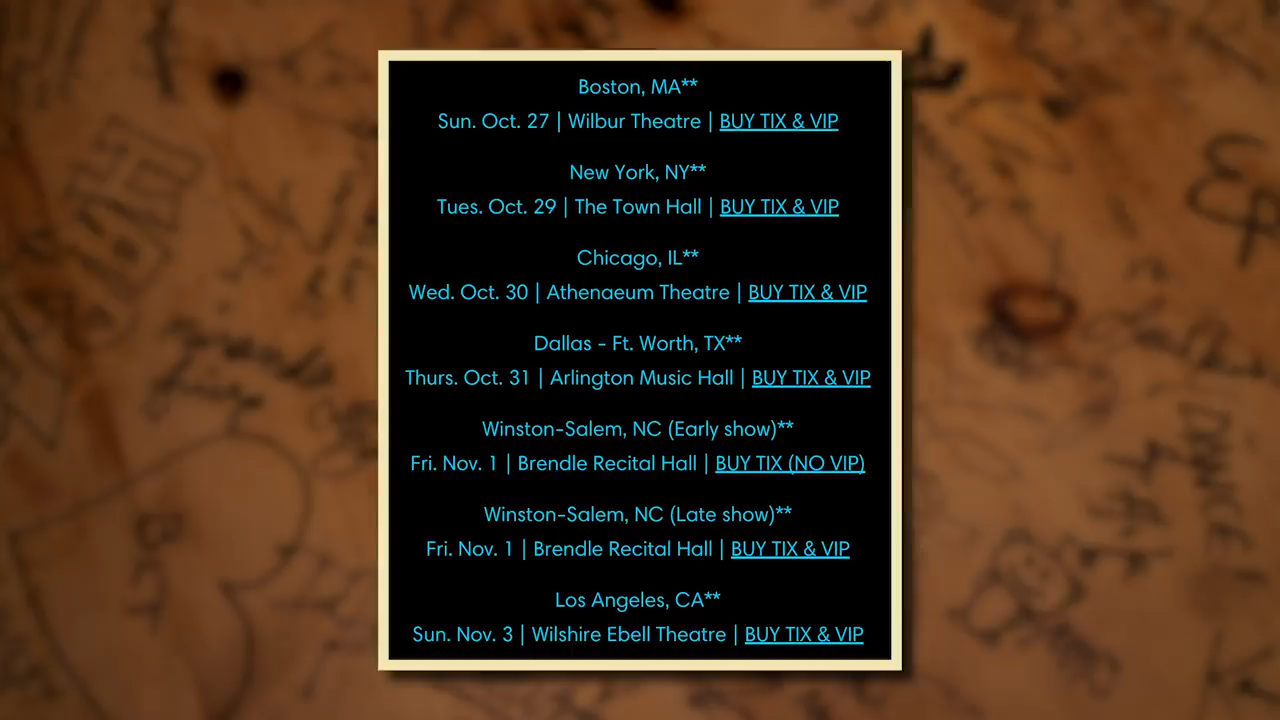 Boston, MA**
Sun. Oct. 27 | Wilbur Theatre | BUY TIX & VIP
New York, NY**
Tues. Oct. 29 | The Town Hall | BUY TIX & VIP
Chicago, IL**
Wed. Oct. 30 | Athenaeum Theatre | BUY TIX & VIP
Dallas - Ft. Worth, TX**
Thurs. Oct. 31 | Arlington Music Hall | BUY TIX & VIP
Winston-Salem, NC (Early show)**
Fri. Nov. 1 | Brendle Recital Hall | BUY TIX (NO VIP)
Winston-Salem, NC (Late show)**
Fri. Nov. 1 | Brendle Recital Hall | BUY TIX & VIP
Los Angeles, CA**
Sun. Nov. 3 | Wilshire Ebell Theatre | BUY TIX & VIP